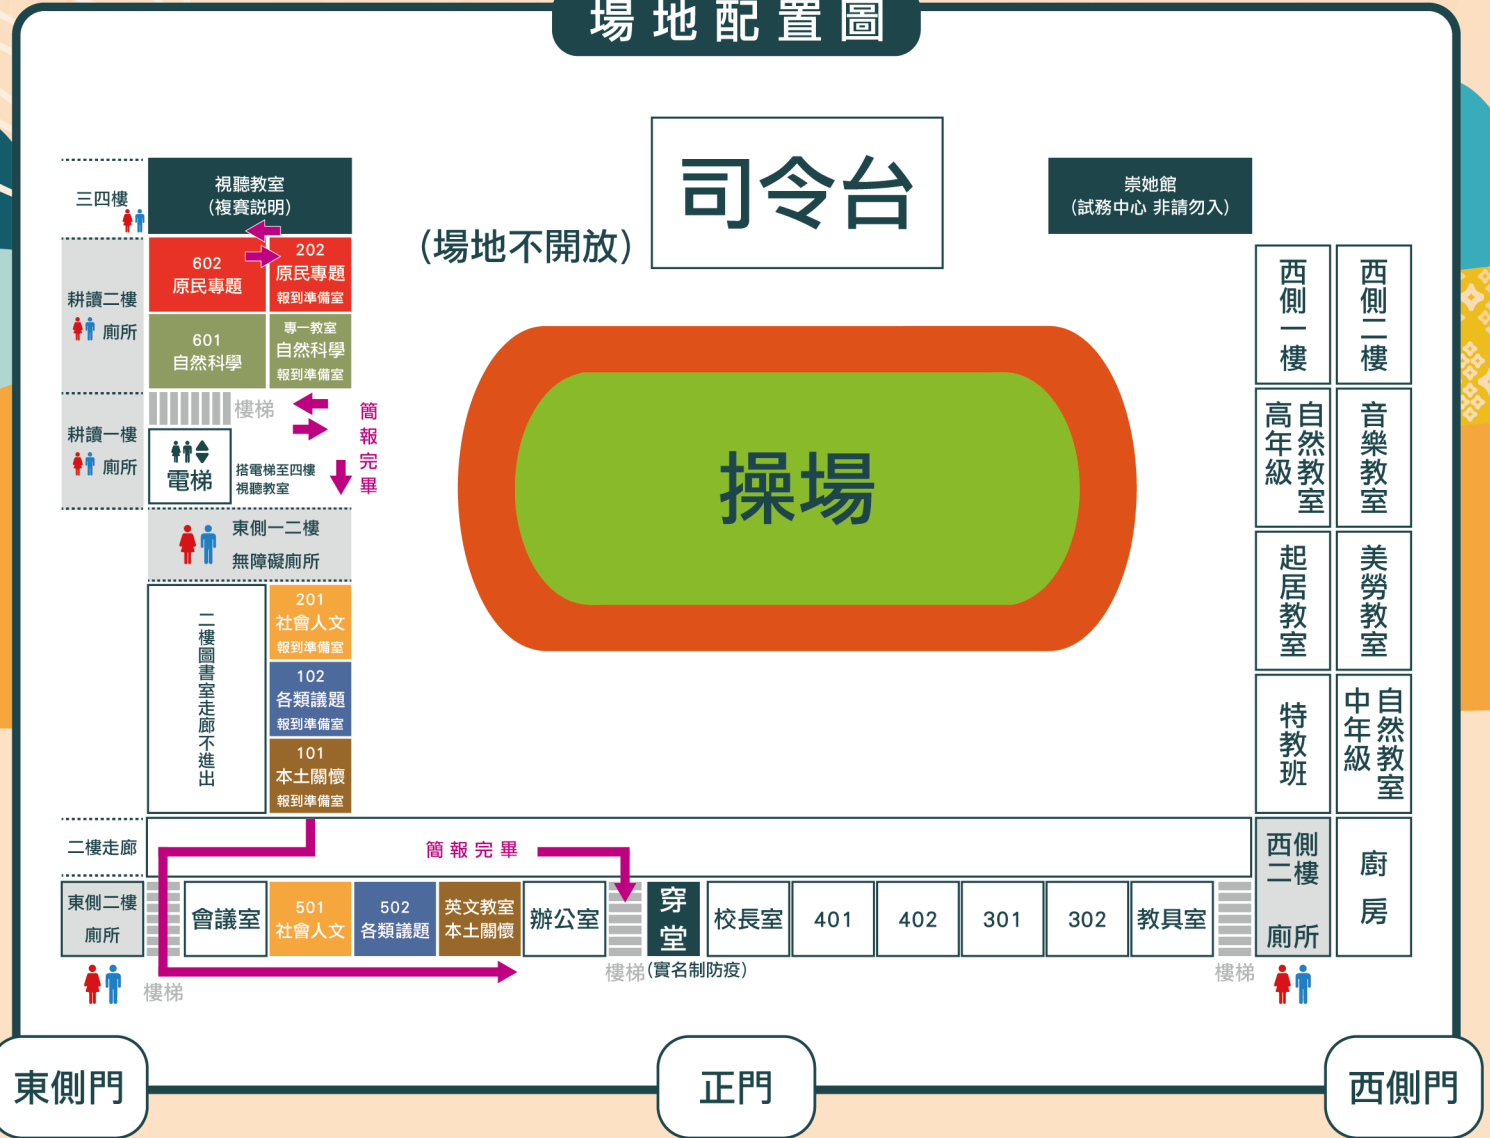 場地配置圖
司令台
(場地不開放)
崇她館
(試務中心 非請勿入)
三四樓
視聽教室
(複賽説明)
耕讀二樓
廁所
602
原民專題
202
原民專題
報到準備室
601
自然科學
專一教室
自然科學
報到準備室
耕讀一樓
廁所
樓梯
簡報完畢
電梯
搭電梯至四樓
視聽教室
東側一二樓
無障礙廁所
二樓圖書室走廊不進出
201
社會人文
報到準備室
102
各類議題
報到準備室
101
本土關懷
報到準備室
操場
西側一樓
西側二樓
高年級
自然教室
音樂教室
起居教室
美勞教室
特教班
中年級
自然教室
二樓走廊
簡報完畢
東側二樓
廁所
會議室
501
社會人文
502
各類議題
英文教室
本土關懷
辦公室
穿堂
校長室
401
402
301
302
教具室
西側
二樓
廁所
廚房
樓梯
樓梯
(實名制防疫)
樓梯
東側門
正門
西側門